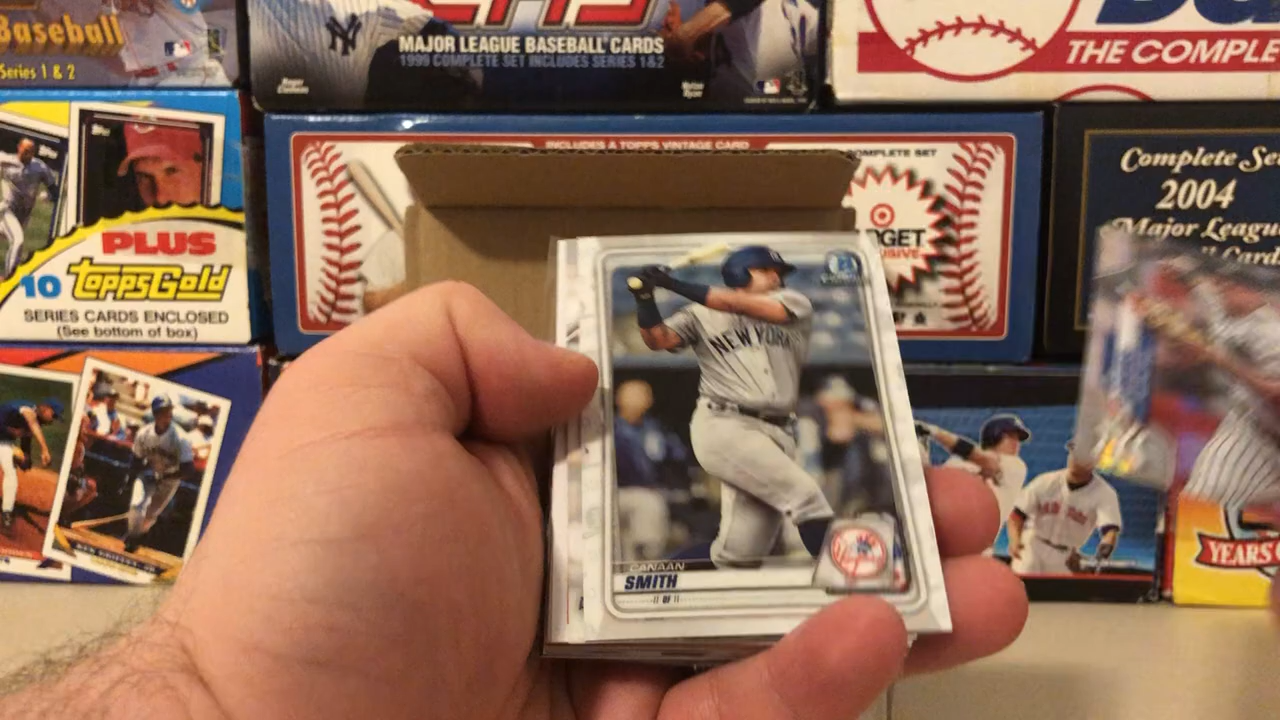 Baseball
Series 1 & 2
MAJOR LEAGUE BASEBALL CARDS
1999 COMPLETE SET INCLUDES SERIES 1 & 2
THE COMPLE
INCLUDES A TOPPS VINTAGE CARD
COMPLETE SET
Complete Se
2004
Major Leagu
Card
PLUS
10 ToppsGold
SERIES CARDS ENCLOSED
(See bottom of box)
NEW YORK
CANAAN
SMITH
OF
YEARS